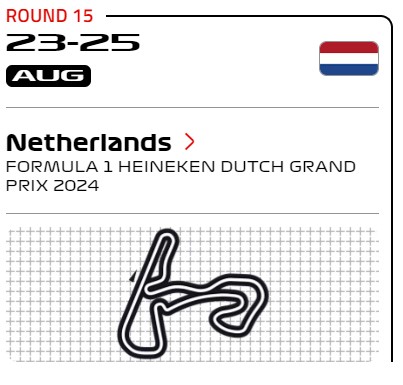 ROUND 15
23-25
AUG
Netherlands
FORMULA 1 HEINEKEN DUTCH GRAND
PRIX 2024